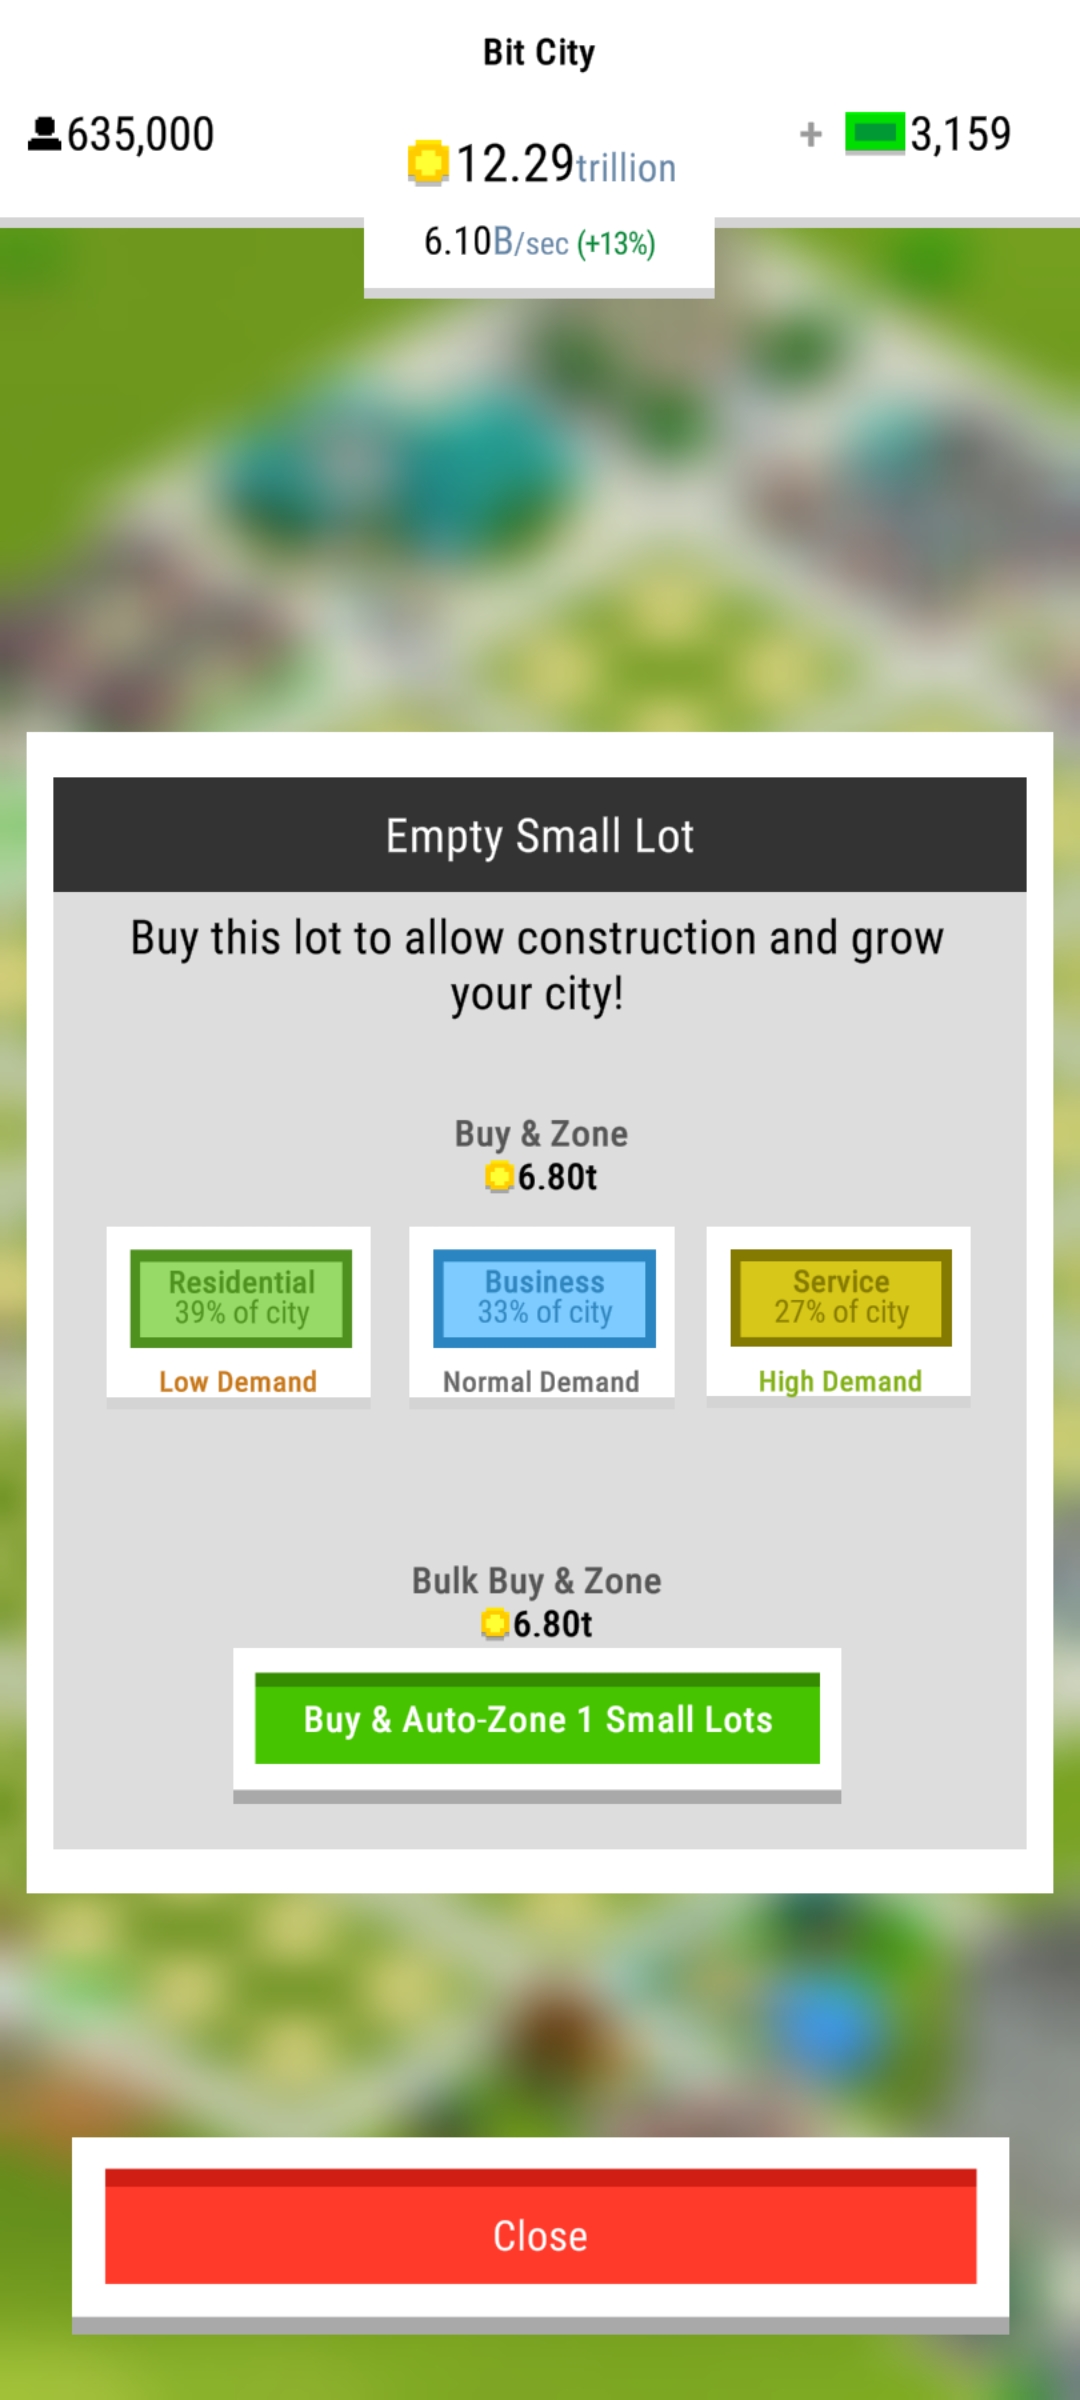 Bit City
635,000
12.29trillion
+ 3,159
6.10B/sec (+13%)
Empty Small Lot
Buy this lot to allow construction and grow
your city!
Buy & Zone
6.80t
Residential
39% of city
Low Demand
Business
33% of city
Normal Demand
Service
27% of city
High Demand
Bulk Buy & Zone
6.80t
Buy & Auto-Zone 1 Small Lots
Close